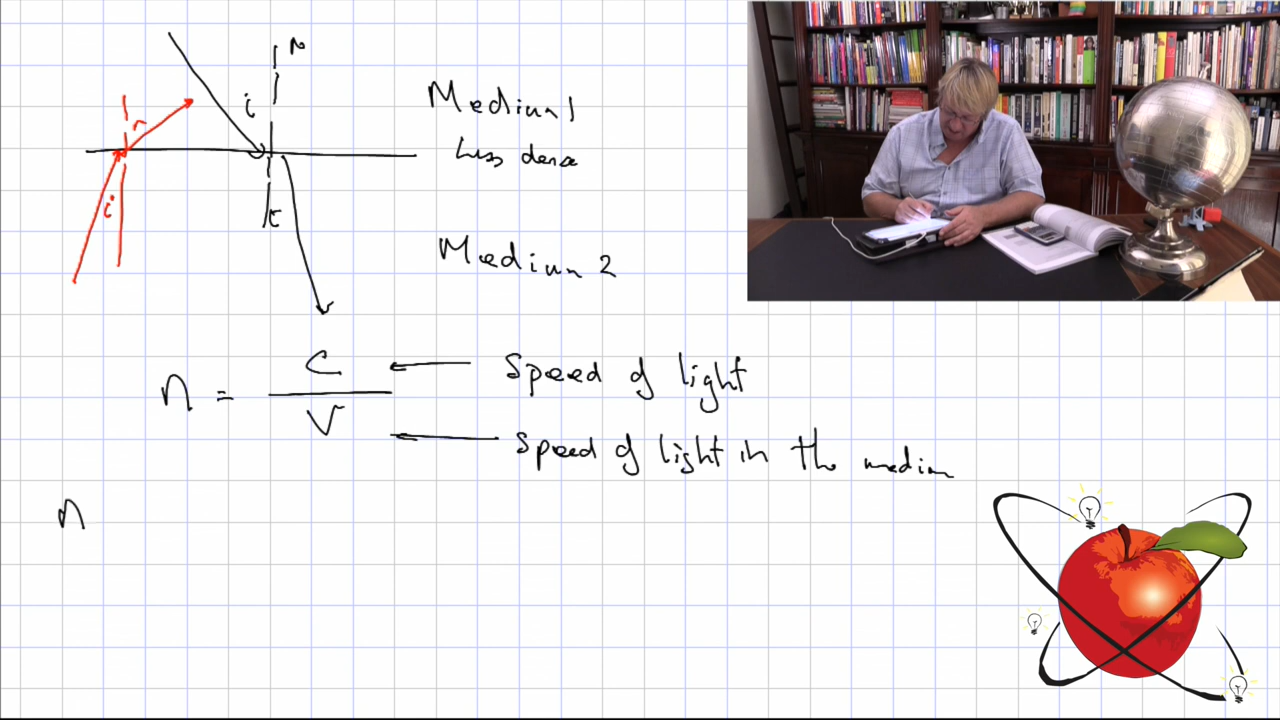 n
i
r
i
r
Medium 1
Less dense
Medium 2
n = c / v
Speed of light
Speed of light in the medium
n